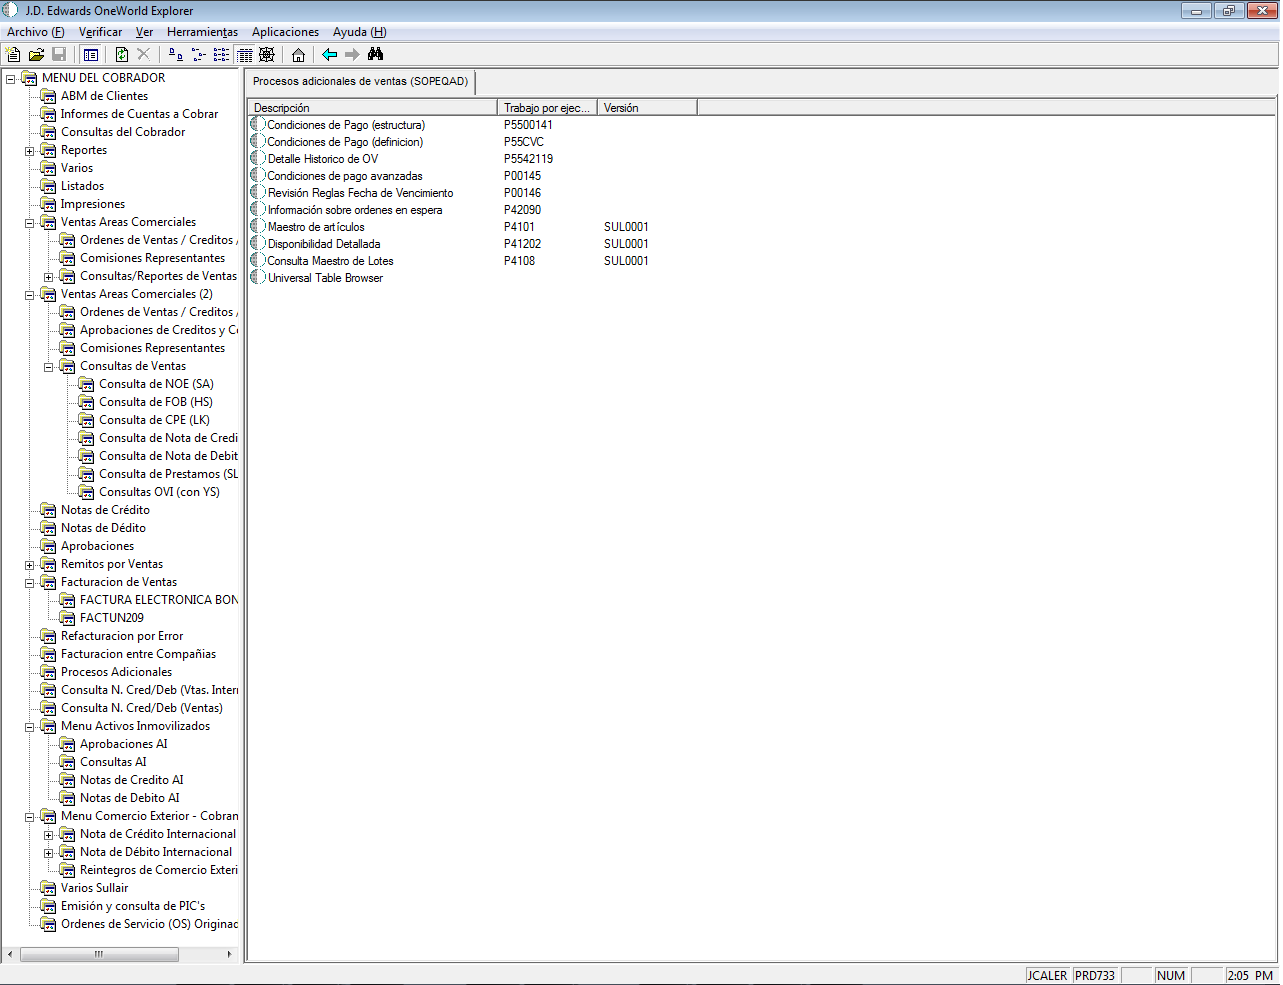 J.D. Edwards OneWorld Explorer
Archivo (F) Verificar Ver Herramientas Aplicaciones Ayuda (H)
MENU DEL COBRADOR
ABM de Clientes
Informes de Cuentas a Cobrar
Consultas del Cobrador
Reportes
Varios
Listados
Impresiones
Ventas Areas Comerciales
Ordenes de Ventas / Creditos /
Comisiones Representantes
Consultas/Reportes de Ventas
Ventas Areas Comerciales (2)
Ordenes de Ventas / Creditos /
Aprobaciones de Creditos y
Comisiones Representantes
Consultas de Ventas
Consulta de NOE (SA)
Consulta de FOB (HS)
Consulta de CPE (LK)
Consulta de Nota de Credi
Consulta de Nota de Debit
Consulta de Prestamos (SL
Consultas OVI (con YS)
Notas de Crédito
Notas de Dédito
Aprobaciones
Remitos por Ventas
Facturacion de Ventas
FACTURA ELECTRONICA BON
FACTUN209
Refacturacion por Error
Facturacion entre Compañias
Procesos Adicionales
Consulta N. Cred/Deb (Vtas. Inter
Consulta N. Cred/Deb (Ventas)
Menu Activos Inmovilizados
Aprobaciones AI
Consultas AI
Notas de Credito AI
Notas de Debito AI
Menu Comercio Exterior - Cobran
Nota de Crédito Internacional
Nota de Débito Internacional
Reintegros de Comercio Exteri
Varios Sullair
Emisión y consulta de PIC's
Ordenes de Servicio (OS) Originac
Procesos adicionales de ventas (SOPEQAD)
Descripción Trabajo por ejec... Versión
Condiciones de Pago (estructura) P5500141
Condiciones de Pago (definicion) P55CVC
Detalle Historico de OV P5542119
Condiciones de pago avanzadas P00145
Revisión Reglas Fecha de Vencimiento P00146
Información sobre ordenes en espera P42090
Maestro de artículos P4101 SUL0001
Disponibilidad Detallada P41202 SUL0001
Consulta Maestro de Lotes P4108 SUL0001
Universal Table Browser
JCALER PRD733 NUM 2:05 PM